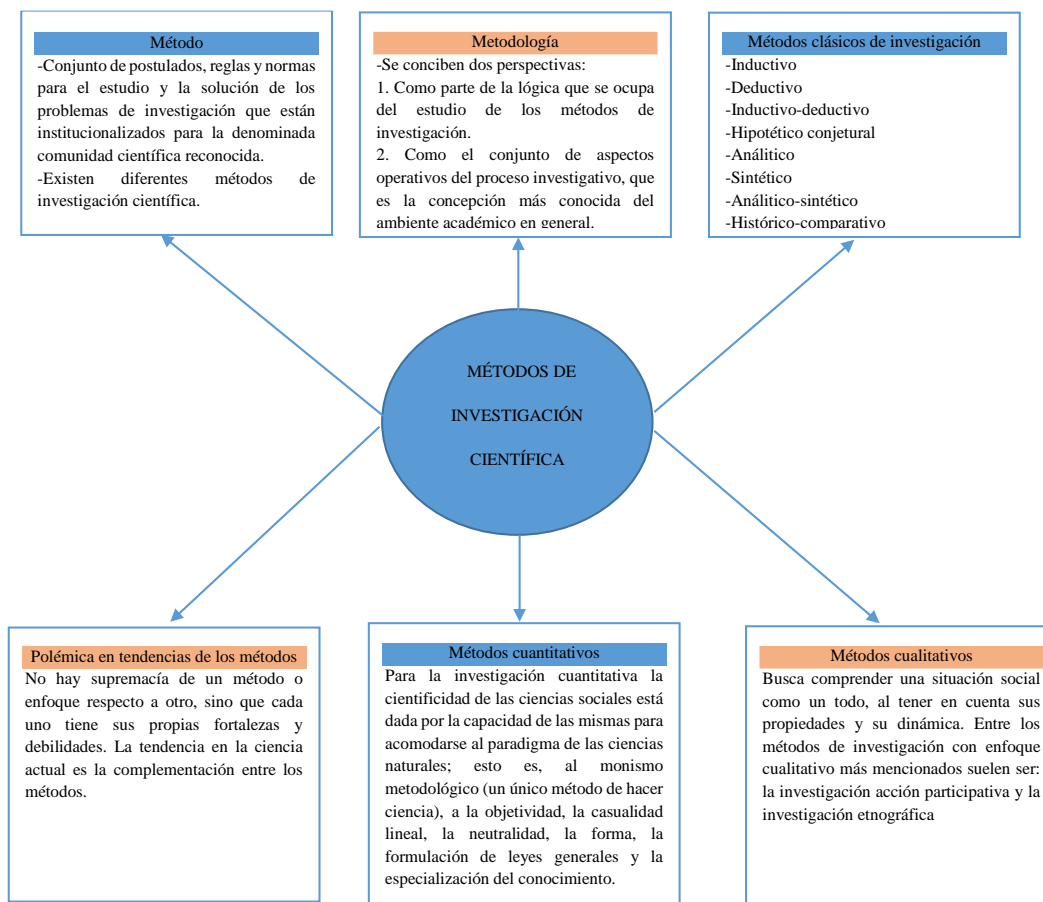 Método
-Conjunto de postulados, reglas y normas
para el estudio y la solución de los
problemas de investigación que están
institucionalizados para la denominada
comunidad científica reconocida.
-Existen diferentes métodos de
investigación científica.
Metodología
-Se conciben dos perspectivas:
1. Como parte de la lógica que se ocupa
del estudio de los métodos de
investigación.
2. Como el conjunto de aspectos
operativos del proceso investigativo, que
es la concepción más conocida del
ambiente académico en general.
Métodos clásicos de investigación
-Inductivo
-Deductivo
-Inductivo-deductivo
-Hipotético conjetural
-Análitico
-Sintético
-Análitico-sintético
-Histórico-comparativo
MÉTODOS DE
INVESTIGACIÓN
CIENTÍFICA
Polémica en tendencias de los métodos
No hay supremacía de un método o
enfoque respecto a otro, sino que cada
uno tiene sus propias fortalezas y
debilidades. La tendencia en la ciencia
actual es la complementación entre los
métodos.
Métodos cuantitativos
Para la investigación cuantitativa la
cientificidad de las ciencias sociales está
dada por la capacidad de las mismas para
acomodarse al paradigma de las ciencias
naturales; esto es, al monismo
metodológico (un único método de hacer
ciencia), a la objetividad, la casualidad
lineal, la neutralidad, la forma, la
formulación de leyes generales y la
especialización del conocimiento.
Métodos cualitativos
Busca comprender una situación social
como un todo, al tener en cuenta sus
propiedades y su dinámica. Entre los
métodos de investigación con enfoque
cualitativo más mencionados suelen ser:
la investigación acción participativa y la
investigación etnográfica